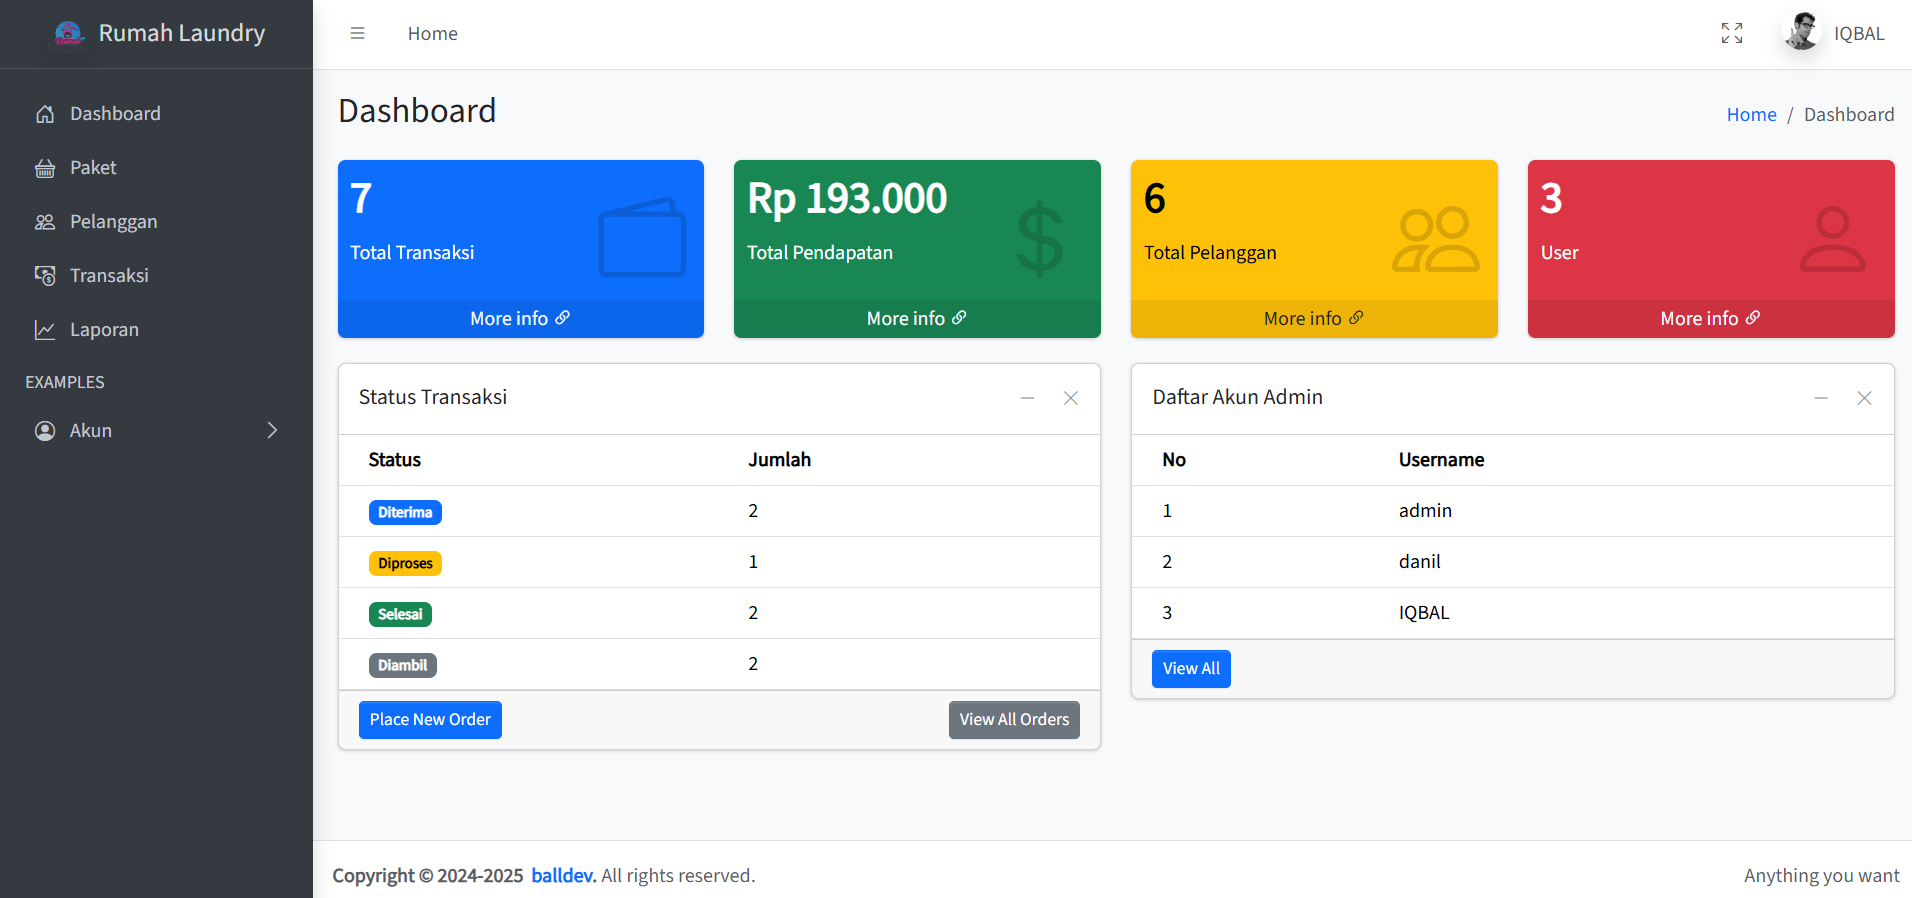 Rumah Laundry
Home
IQBAL
Dashboard
Paket
Pelanggan
Transaksi
Laporan
EXAMPLES
Akun
Dashboard
Home / Dashboard
7
Total Transaksi
More info
Rp 193.000
Total Pendapatan
More info
6
Total Pelanggan
More info
3
User
More info
Status Transaksi
Status Jumlah
Diterima 2
Diproses 1
Selesai 2
Diambil 2
Place New Order View All Orders
Daftar Akun Admin
No Username
1 admin
2 danil
3 IQBAL
View All
Copyright © 2024-2025 balldev. All rights reserved.
Anything you want